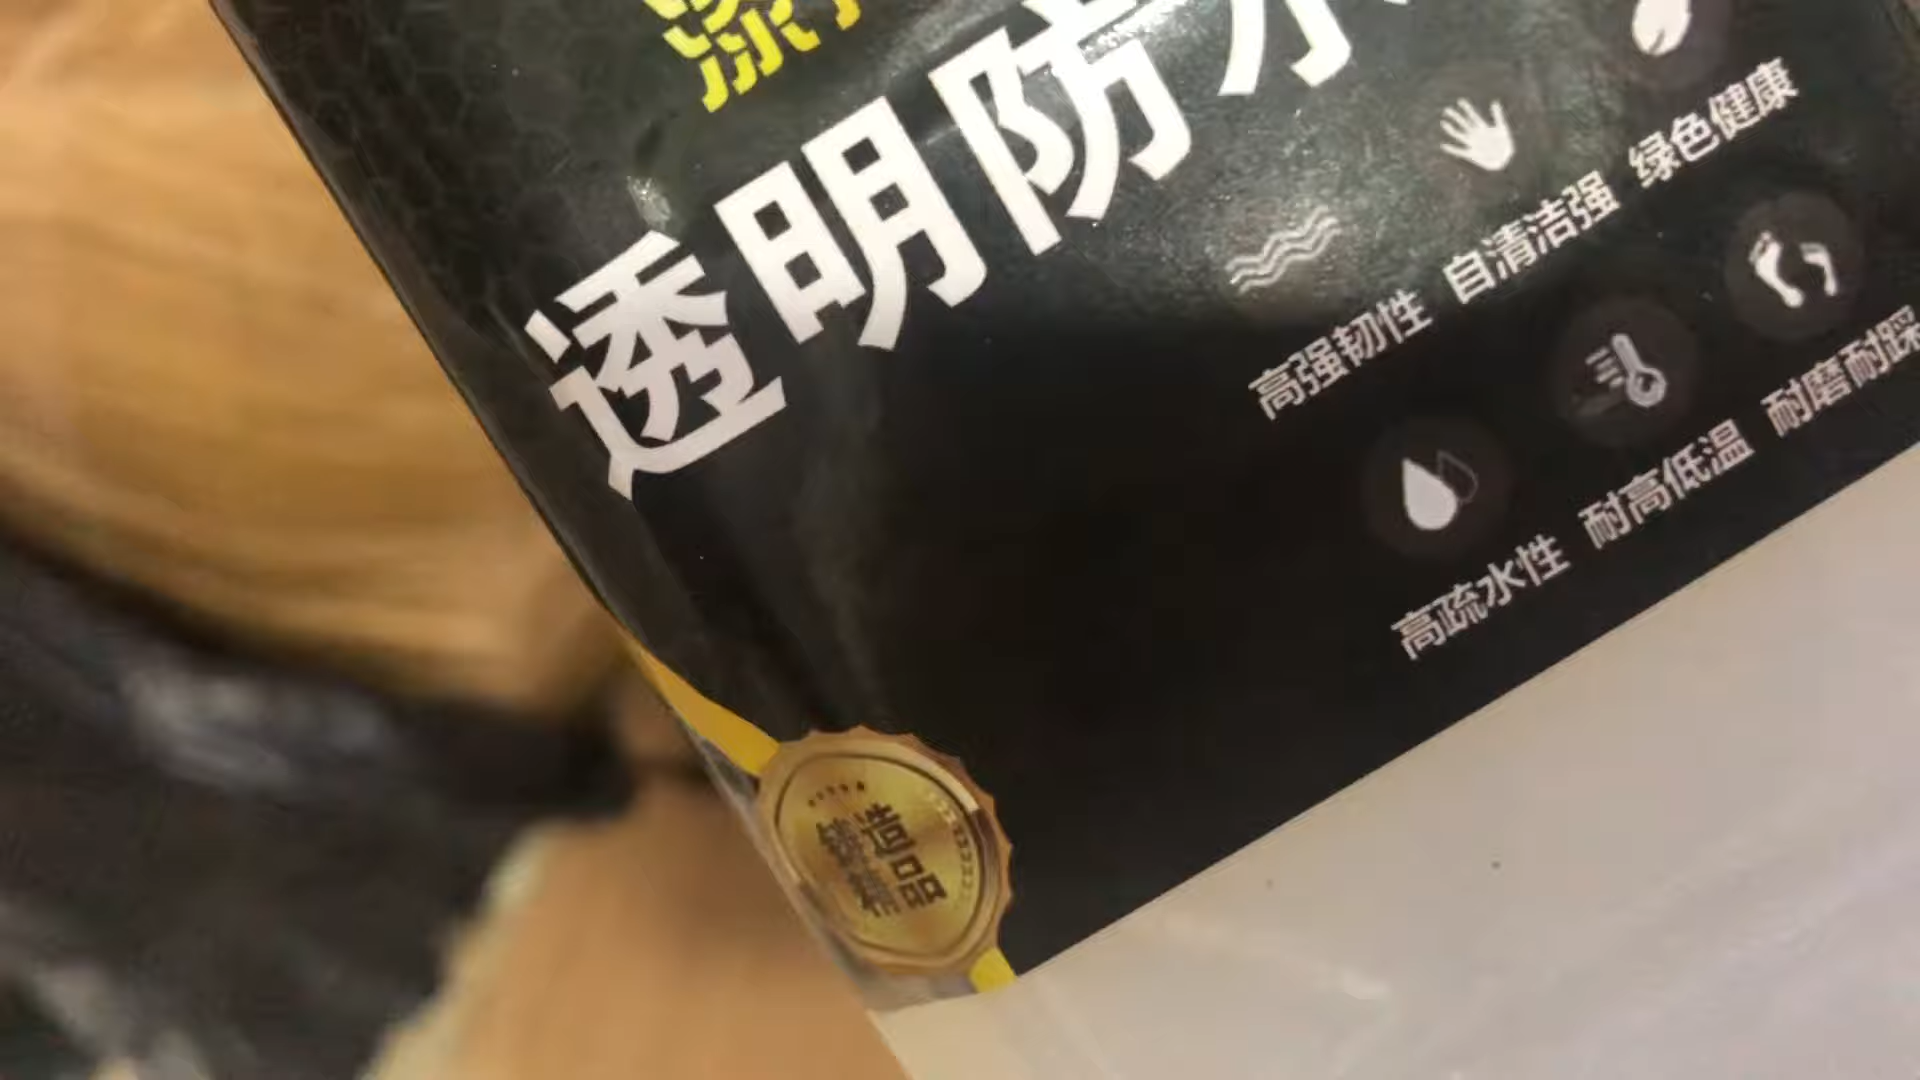 透明防水
高强韧性 自清洁强 绿色健康
高疏水性 耐高低温 耐磨耐踩
铸造
精品